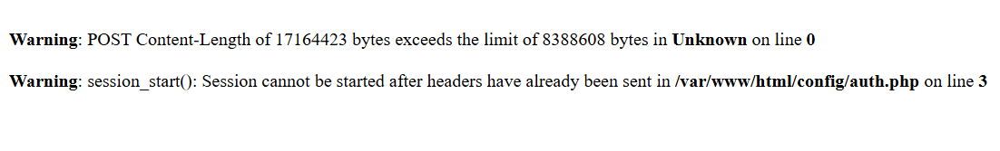 Warning: POST Content-Length of 17164423 bytes exceeds the limit of 8388608 bytes in Unknown on line 0
Warning: session_start(): Session cannot be started after headers have already been sent in /var/www/html/config/auth.php on line 3